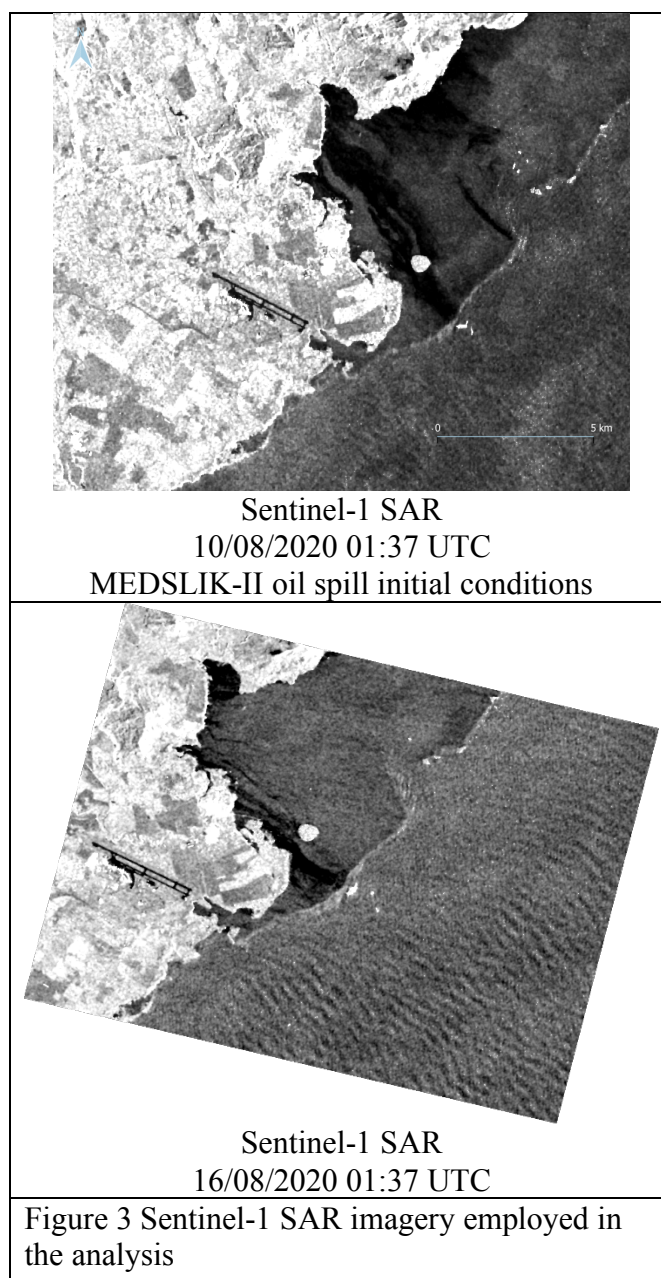 0
5 km
Sentinel-1 SAR
10/08/2020 01:37 UTC
MEDSLIK-II oil spill initial conditions
Sentinel-1 SAR
16/08/2020 01:37 UTC
Figure 3 Sentinel-1 SAR imagery employed in
the analysis